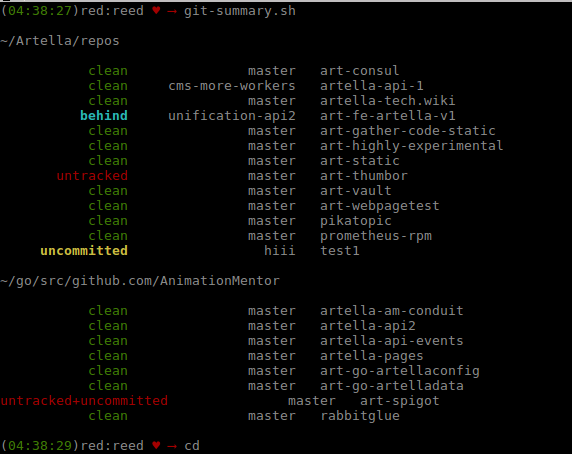 (04:38:27)red:reed ♥ → git-summary.sh
~/Artella/repos
clean master art-consul
clean cms-more-workers artella-api-1
clean master artella-tech.wiki
behind unification-api2 art-fe-artella-v1
clean master art-gather-code-static
clean master art-highly-experimental
clean master art-static
untracked master art-thumbor
clean master art-vault
clean master art-webpagetest
clean master pikatopic
clean master prometheus-rpm
uncommitted hiii test1
~/go/src/github.com/AnimationMentor
clean master artella-am-conduit
clean master artella-api2
clean master artella-api-events
clean master artella-pages
clean master art-go-artellaconfig
clean master art-go-artelladata
untracked+uncommitted master art-spigot
clean master rabbitglue
(04:38:29)red:reed ♥ → cd